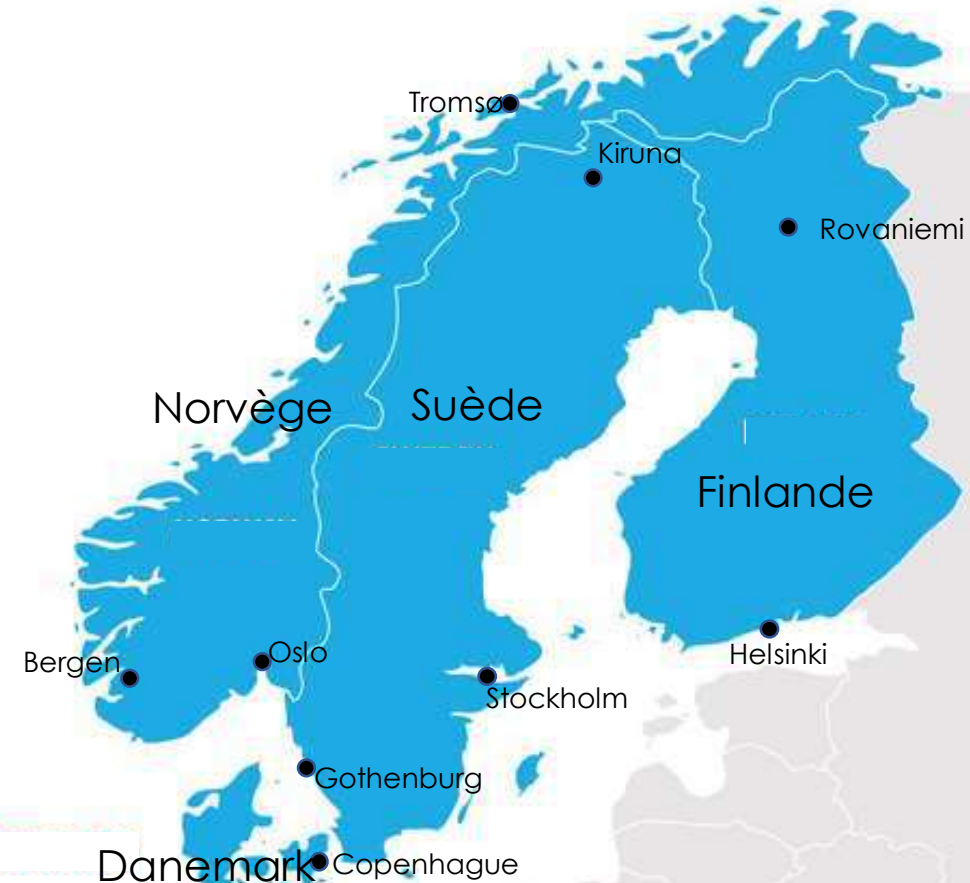 Tromsø
Kiruna
Rovaniemi
Norvège
Suède
Finlande
Bergen
Oslo
Helsinki
Stockholm
Gothenburg
Danemark
Copenhague